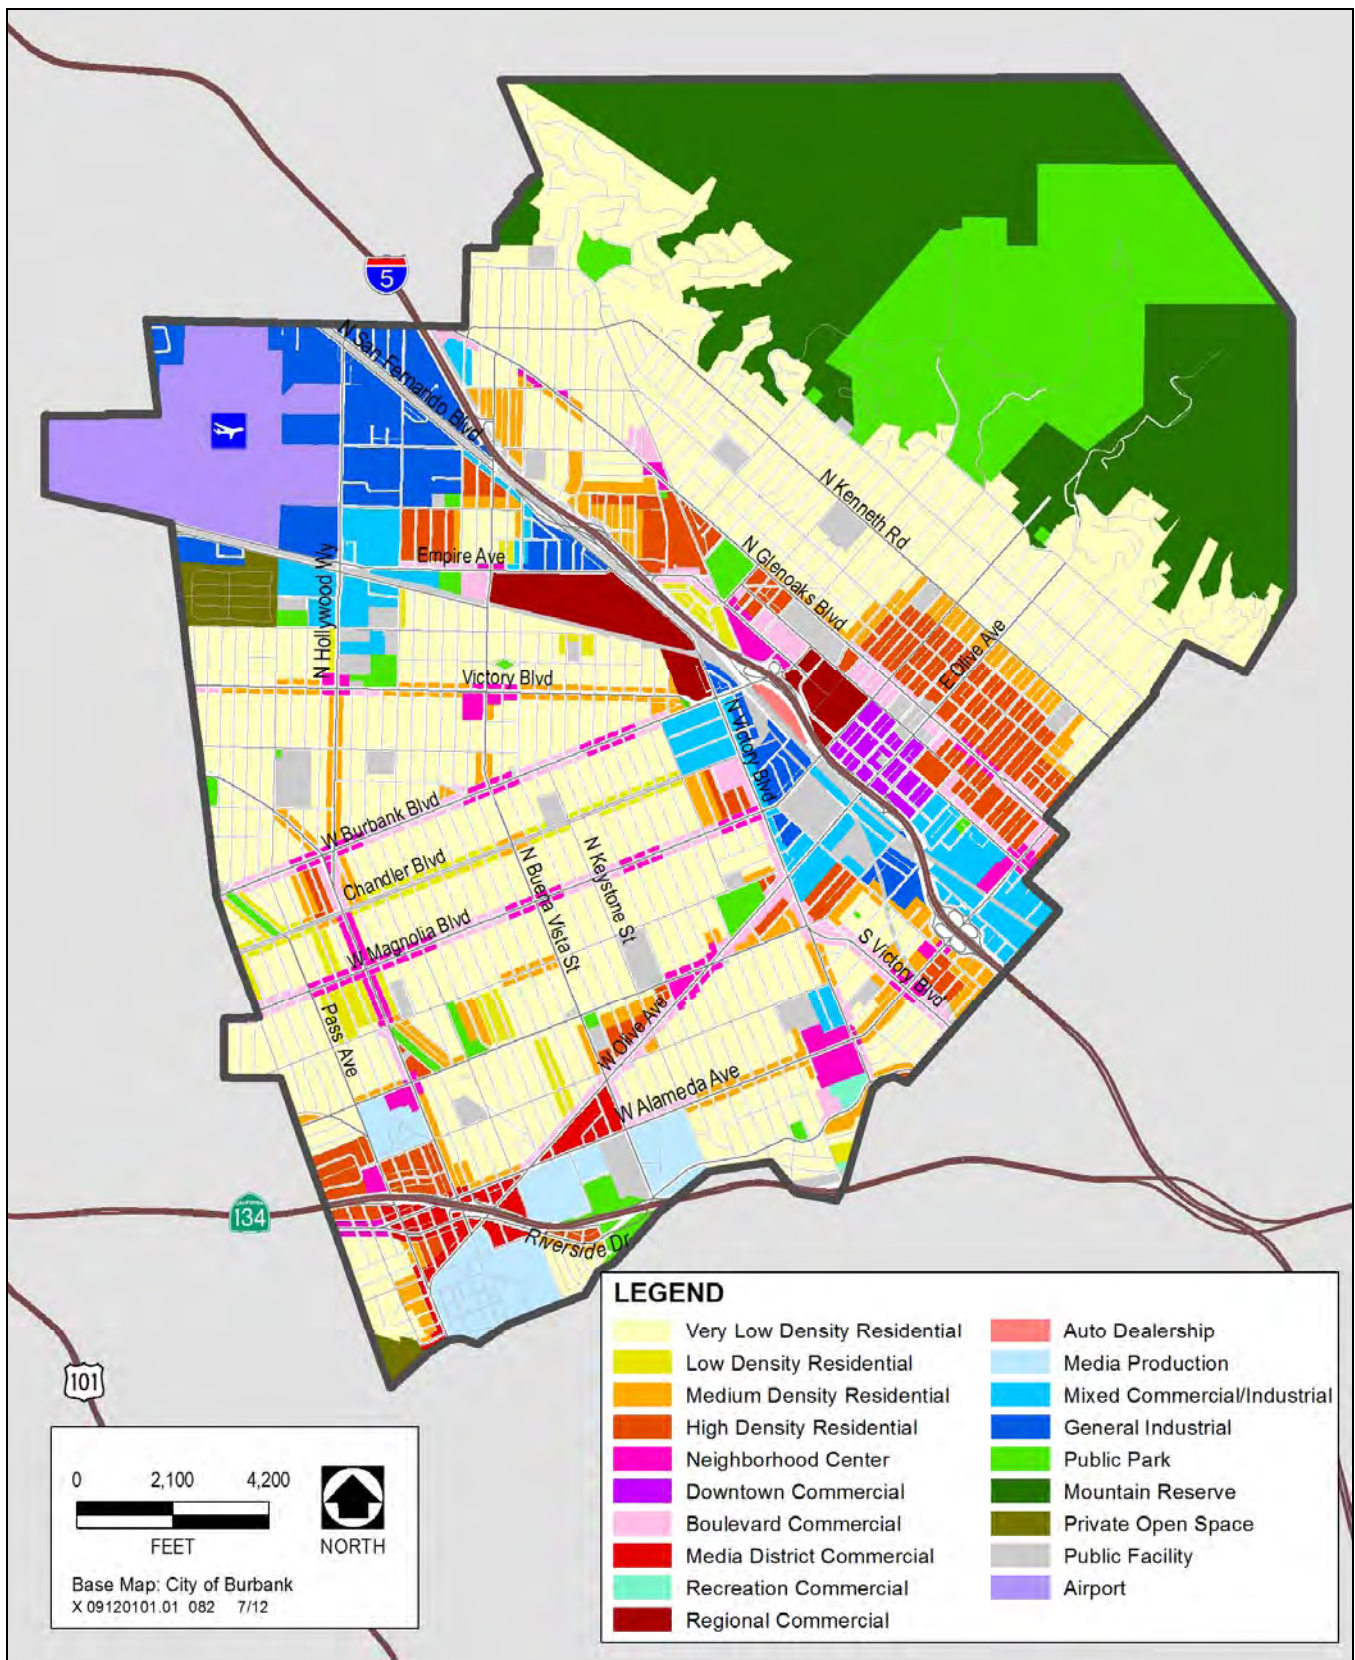 5
N San Fernando Blvd
N Kenneth Rd
N Glenoaks Blvd
Empire Ave
N Hollywood Wy
E Olive Ave
Victory Blvd
N Victory Blvd
W Burbank Blvd
Chandler Blvd
N Buena Vista St
N Keystone St
W Magnolia Blvd
S Victory Blvd
Pass Ave
W Olive Ave
W Alameda Ave
CALIFORNIA
134
Riverside Dr
101
LEGEND
Very Low Density Residential
Low Density Residential
Medium Density Residential
High Density Residential
Neighborhood Center
Downtown Commercial
Boulevard Commercial
Media District Commercial
Recreation Commercial
Regional Commercial
Auto Dealership
Media Production
Mixed Commercial/Industrial
General Industrial
Public Park
Mountain Reserve
Private Open Space
Public Facility
Airport
0 2,100 4,200
FEET
NORTH
Base Map: City of Burbank
X 09120101.01 082 7/12